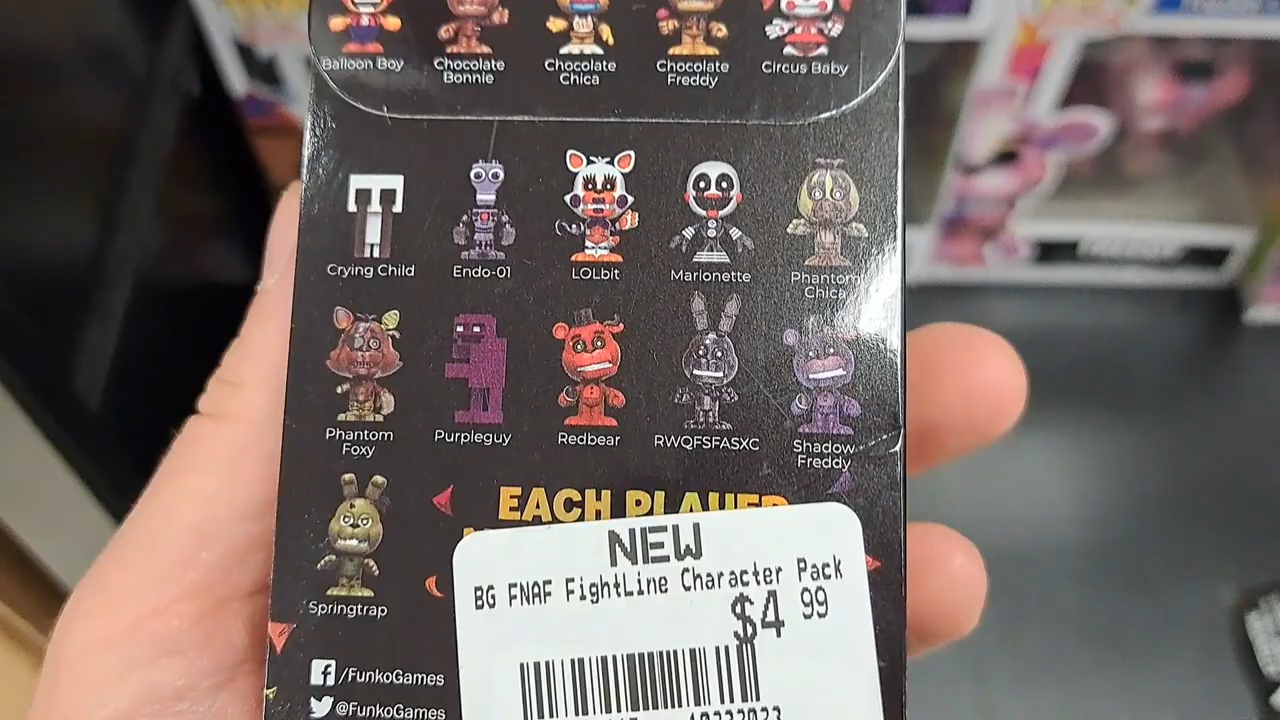 Balloon Boy
Chocolate Bonnie
Chocolate Chica
Chocolate Freddy
Circus Baby
Crying Child
Endo-01
LOLbit
Marionette
Phantom Chica
Phantom Foxy
Purpleguy
Redbear
RWQFSFASXC
Shadow Freddy
Springtrap
EACH PLAYER
NEW
BG FNAF FightLine Character Pack
$4 99
/FunkoGames
@FunkoGames